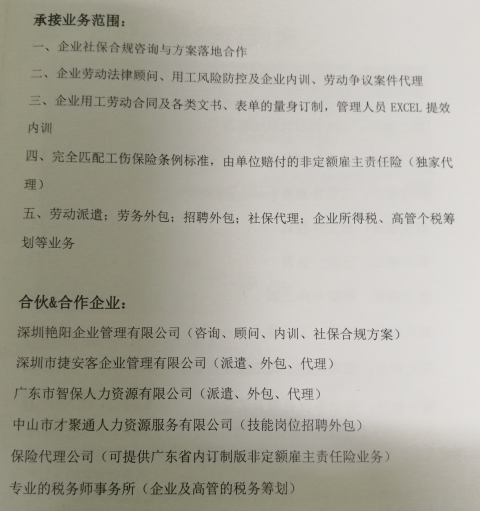 承接业务范围：
一、企业社保合规咨询与方案落地合作
二、企业劳动法律顾问、用工风险防控及企业内训、劳动争议案件代理
三、企业用工劳动合同及各类文书、表单的量身订制，管理人员 EXCEL 提效
内训
四、完全匹配工伤保险条例标准，由单位赔付的非定额雇主责任险（独家代
理）
五、劳动派遣；劳务外包；招聘外包；社保代理；企业所得税、高管个税筹
划等业务
合伙&合作企业：
深圳艳阳企业管理有限公司（咨询、顾问、内训、社保合规方案）
深圳市捷安客企业管理有限公司（派遣、外包、代理）
广东市智保人力资源有限公司（派遣、外包、代理）
中山市才聚通人力资源服务有限公司（技能岗位招聘外包）
保险代理公司（可提供广东省内订制版非定额雇主责任险业务）
专业的税务师事务所（企业及高管的税务筹划）